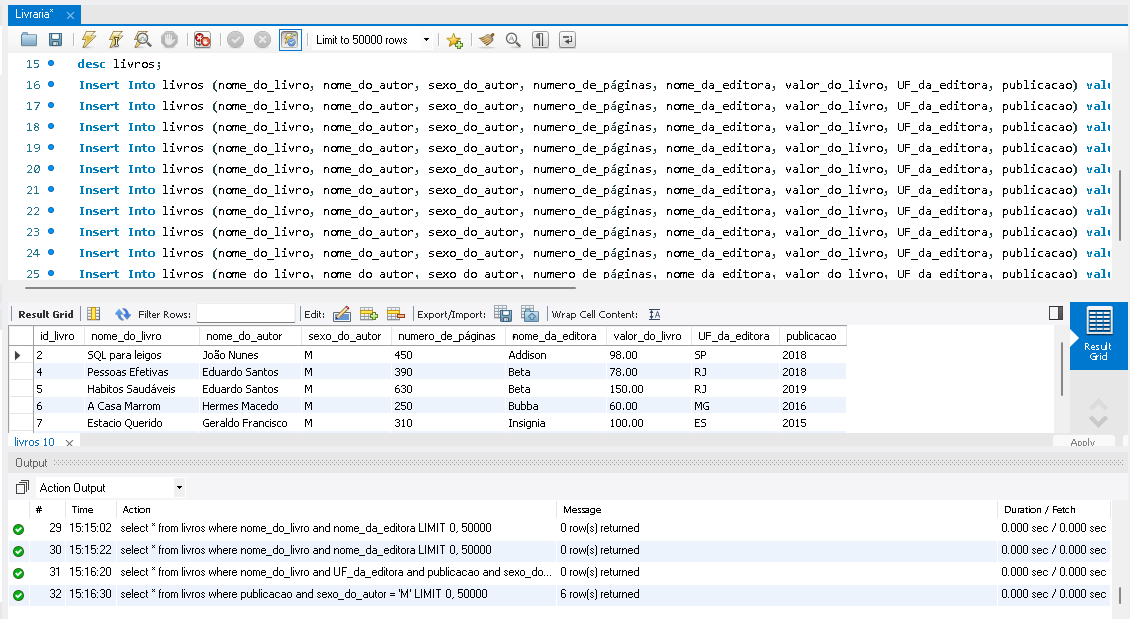 Livraria*
Limit to 50000 rows
15 desc livros;
16 Insert Into livros (nome_do_livro, nome_do_autor, sexo_do_autor, numero_de_páginas, nome_da_editora, valor_do_livro, UF_da_editora, publicacao) valu
17 Insert Into livros (nome_do_livro, nome_do_autor, sexo_do_autor, numero_de_páginas, nome_da_editora, valor_do_livro, UF_da_editora, publicacao) valu
18 Insert Into livros (nome_do_livro, nome_do_autor, sexo_do_autor, numero_de_páginas, nome_da_editora, valor_do_livro, UF_da_editora, publicacao) valu
19 Insert Into livros (nome_do_livro, nome_do_autor, sexo_do_autor, numero_de_páginas, nome_da_editora, valor_do_livro, UF_da_editora, publicacao) valu
20 Insert Into livros (nome_do_livro, nome_do_autor, sexo_do_autor, numero_de_páginas, nome_da_editora, valor_do_livro, UF_da_editora, publicacao) valu
21 Insert Into livros (nome_do_livro, nome_do_autor, sexo_do_autor, numero_de_páginas, nome_da_editora, valor_do_livro, UF_da_editora, publicacao) valu
22 Insert Into livros (nome_do_livro, nome_do_autor, sexo_do_autor, numero_de_páginas, nome_da_editora, valor_do_livro, UF_da_editora, publicacao) valu
23 Insert Into livros (nome_do_livro, nome_do_autor, sexo_do_autor, numero_de_páginas, nome_da_editora, valor_do_livro, UF_da_editora, publicacao) valu
24 Insert Into livros (nome_do_livro, nome_do_autor, sexo_do_autor, numero_de_páginas, nome_da_editora, valor_do_livro, UF_da_editora, publicacao) valu
25 Insert Into livros (nome_do_livro, nome_do_autor, sexo_do_autor, numero_de_páginas, nome_da_editora, valor_do_livro, UF_da_editora, publicacao) valu
Result Grid Filter Rows: Edit: Export/Import: Wrap Cell Content: IA
id_livro nome_do_livro nome_do_autor sexo_do_autor numero_de_páginas nome_da_editora valor_do_livro UF_da_editora publicacao
2 SQL para leigos João Nunes M 450 Addison 98.00 SP 2018
4 Pessoas Efetivas Eduardo Santos M 390 Beta 78.00 RJ 2018
5 Habitos Saudáveis Eduardo Santos M 630 Beta 150.00 RJ 2019
6 A Casa Marrom Hermes Macedo M 250 Bubba 60.00 MG 2016
7 Estacio Querido Geraldo Francisco M 310 Insignia 100.00 ES 2015
Result
Grid
livros 10
Apply
Output
Action Output
# Time Action Message Duration / Fetch
29 15:15:02 select * from livros where nome_do_livro and nome_da_editora LIMIT 0, 50000 0 row(s) returned 0.000 sec / 0.000 sec
30 15:15:22 select * from livros where nome_do_livro and nome_da_editora LIMIT 0, 50000 0 row(s) returned 0.000 sec / 0.000 sec
31 15:16:20 select * from livros where nome_do_livro and UF_da_editora and publicacao and sexo_do... 0 row(s) returned 0.000 sec / 0.000 sec
32 15:16:30 select * from livros where publicacao and sexo_do_autor = 'M' LIMIT 0, 50000 6 row(s) returned 0.000 sec / 0.000 sec